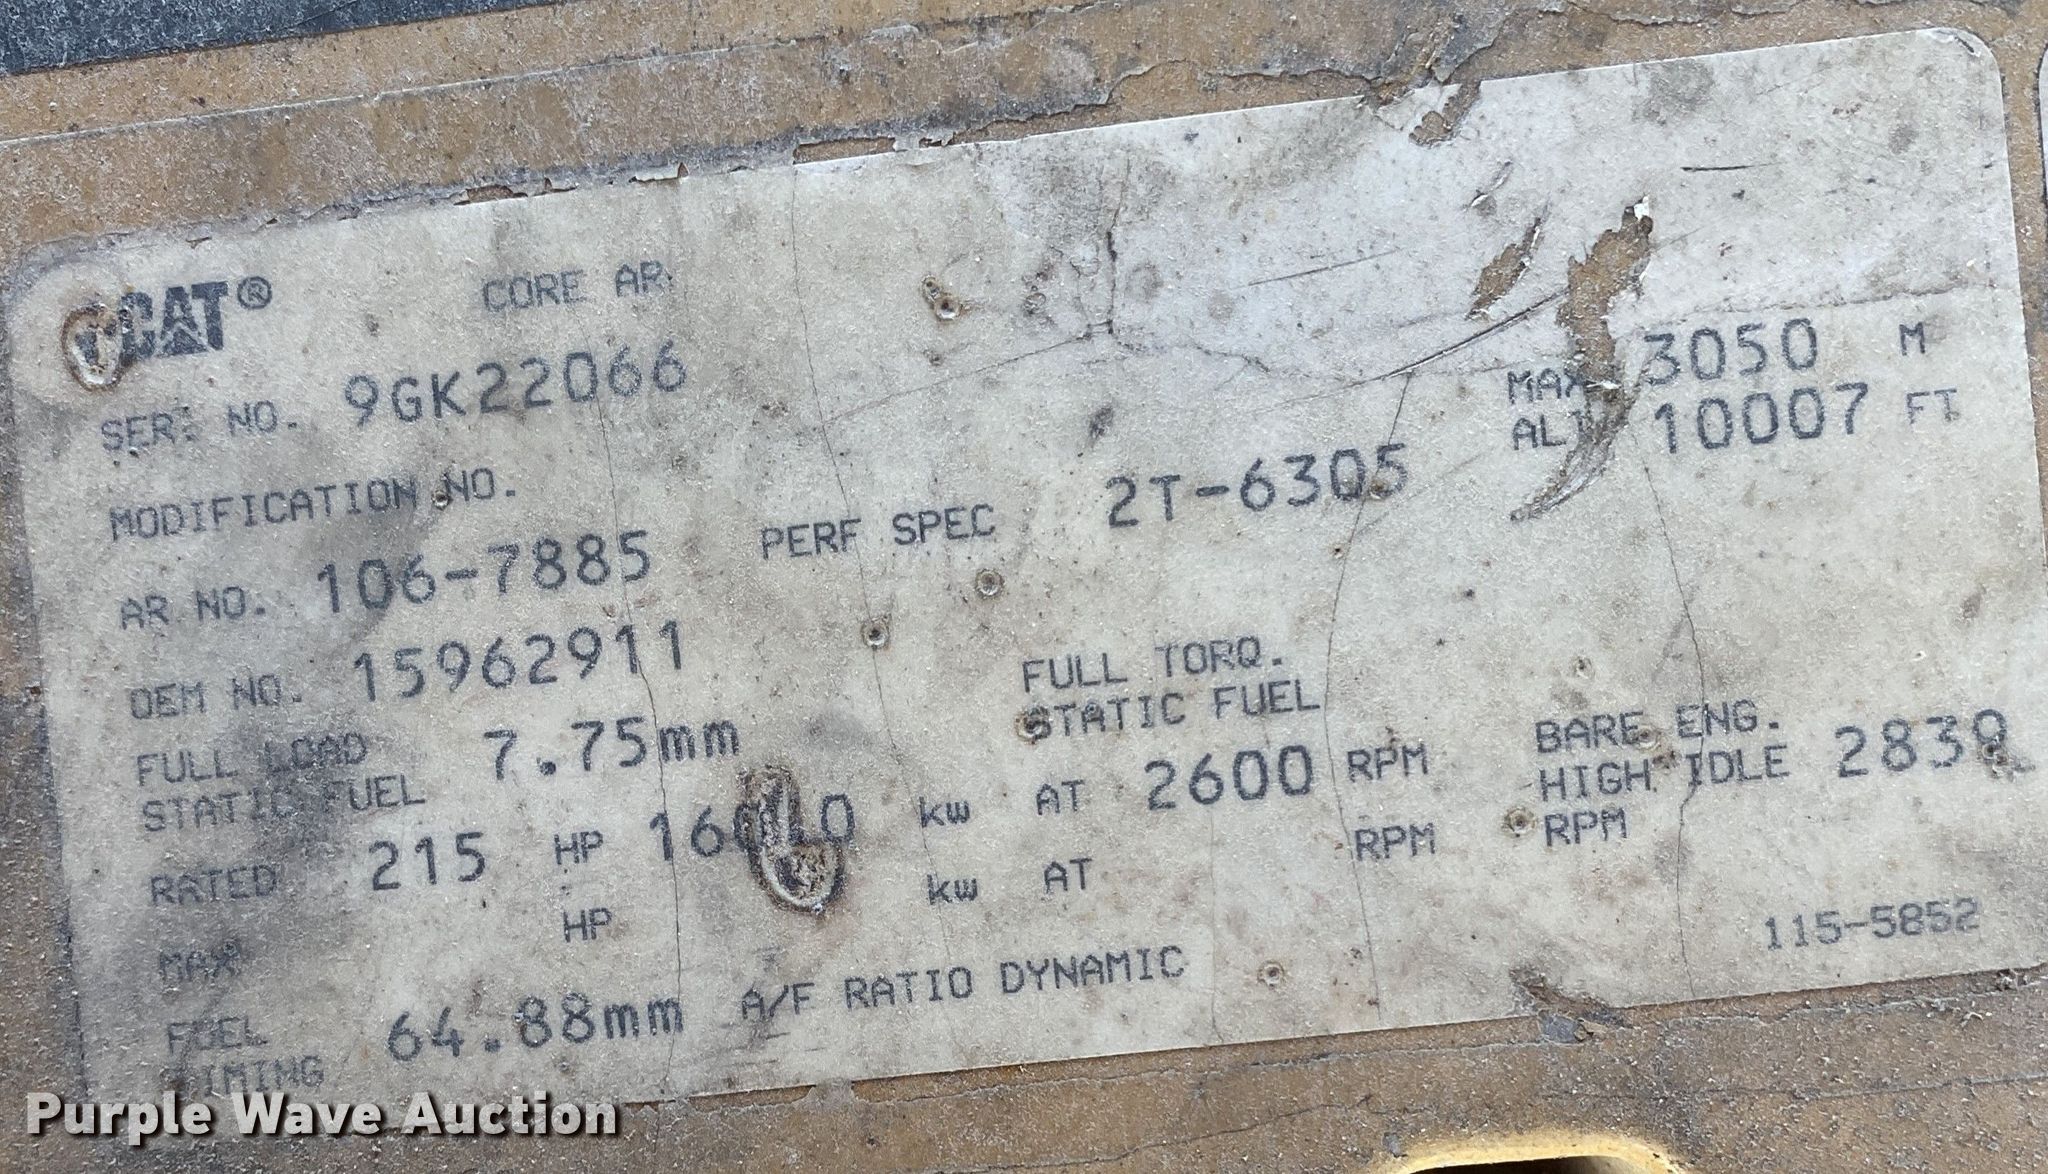 CAT® CORE AR
SER. NO. 9GK22066
MAX 3050 M
ALT 10007 FT
MODIFICATION NO.
AR NO. 106-7885 PERF SPEC 2T-6305
OEM NO. 15962911
FULL LOAD
STATIC FUEL 7.75mm
FULL TORQ.
STATIC FUEL
RATED 215 HP kw AT 2600 RPM
BARE ENG.
HIGH IDLE
RPM
MAX HP kw AT RPM
FUEL
TIMING 64.88mm A/F RATIO DYNAMIC
115-5852
Purple Wave Auction